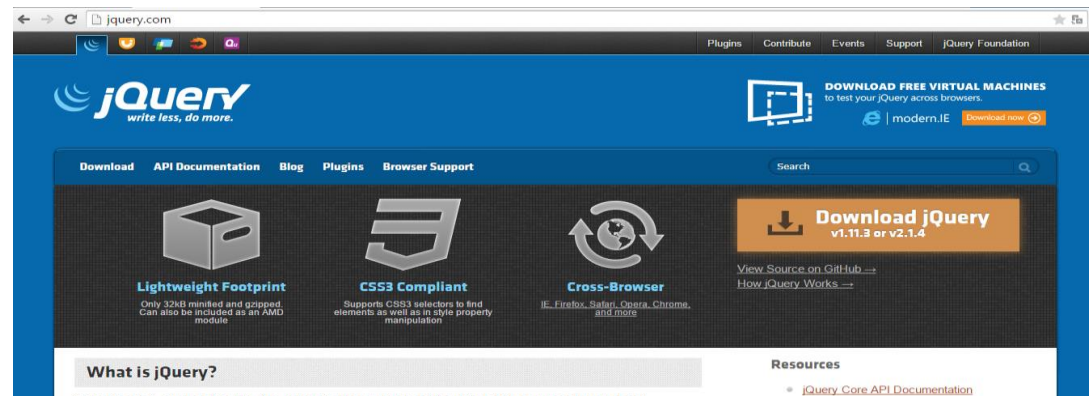 jquery.com
Plugins Contribute Events Support jQuery Foundation
jQuery
write less, do more.
DOWNLOAD FREE VIRTUAL MACHINES
to test your jQuery across browsers.
modern.IE Download now
Download API Documentation Blog Plugins Browser Support
Search
Lightweight Footprint
Only 32kB minified and gzipped.
Can also be included as an AMD
module
CSS3 Compliant
Supports CSS3 selectors to find
elements as well as in style property
manipulation
Cross-Browser
IE, Firefox, Safari, Opera, Chrome,
and more
Download jQuery
v1.11.3 or v2.1.4
View Source on GitHub →
How jQuery Works →
What is jQuery?
Resources
jQuery Core API Documentation